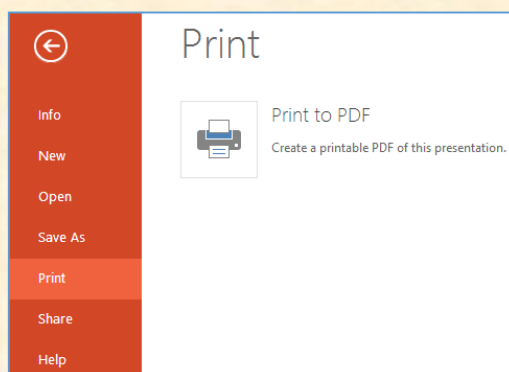 Print
Info
New
Open
Save As
Print
Share
Help
Print to PDF
Create a printable PDF of this presentation.